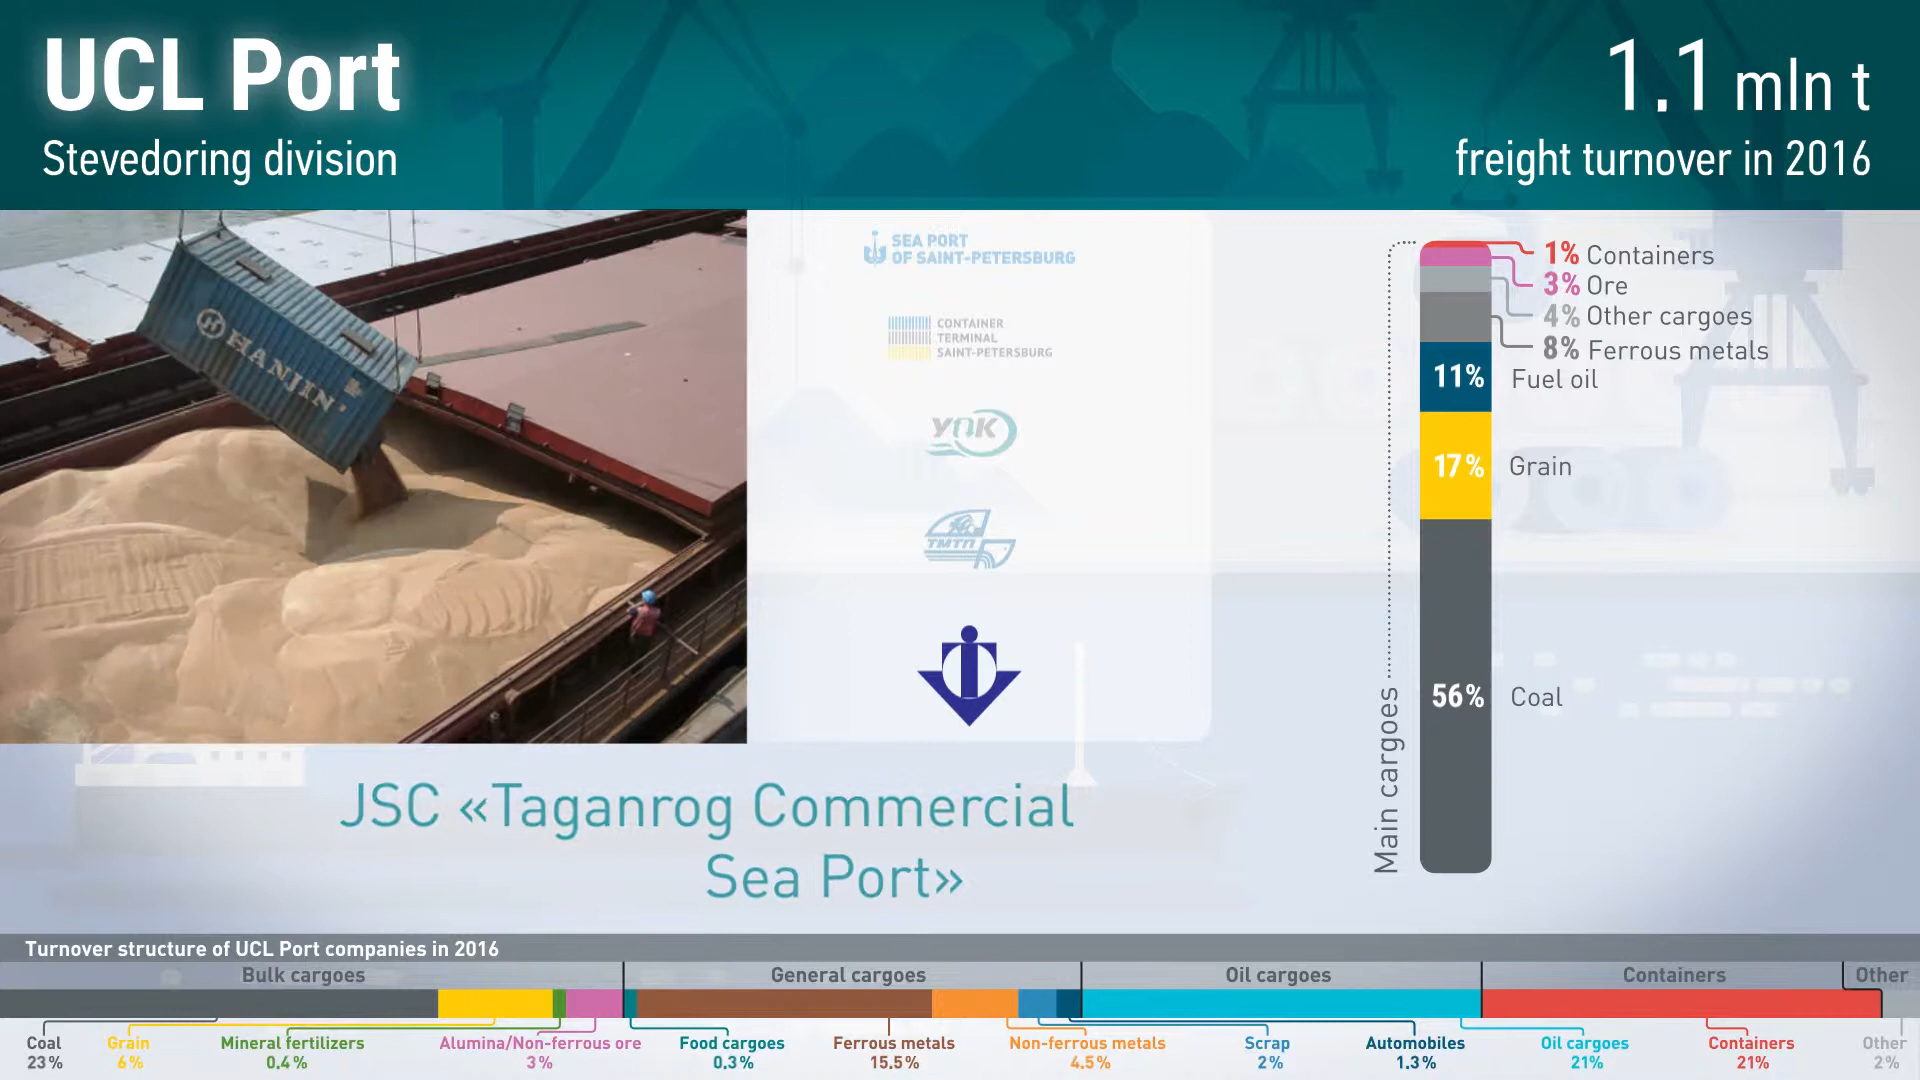 UCL Port
Stevedoring division
1.1 mln t
freight turnover in 2016
HANJIN
SEA PORT
OF SAINT-PETERSBURG
CONTAINER
TERMINAL
SAINT-PETERSBURG
УПК
ТМТП
JSC «Taganrog Commercial
Sea Port»
Main cargoes
1% Containers
3% Ore
4% Other cargoes
8% Ferrous metals
11% Fuel oil
17% Grain
56% Coal
Turnover structure of UCL Port companies in 2016
Bulk cargoes
General cargoes
Oil cargoes
Containers
Other
Coal
23%
Grain
6%
Mineral fertilizers
0.4%
Alumina/Non-ferrous ore
3%
Food cargoes
0.3%
Ferrous metals
15.5%
Non-ferrous metals
4.5%
Scrap
2%
Automobiles
1.3%
Oil cargoes
21%
Containers
21%
Other
2%